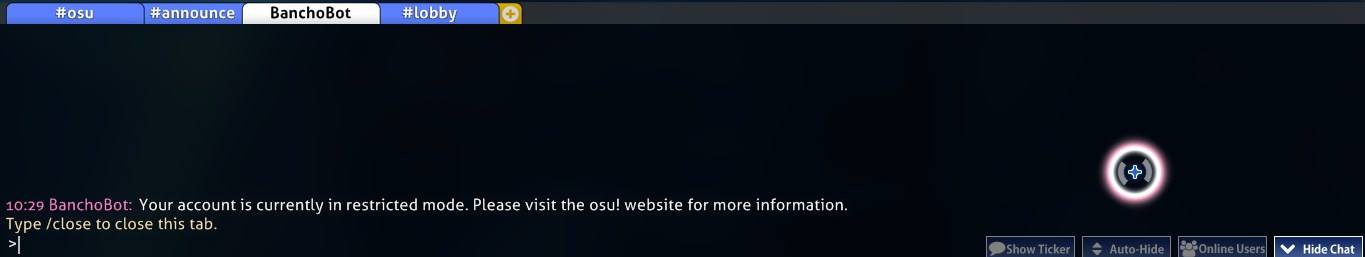 #osu #announce BanchoBot #lobby
10:29 BanchoBot: Your account is currently in restricted mode. Please visit the osu! website for more information.
Type /close to close this tab.
>
Show Ticker Auto-Hide Online Users Hide Chat